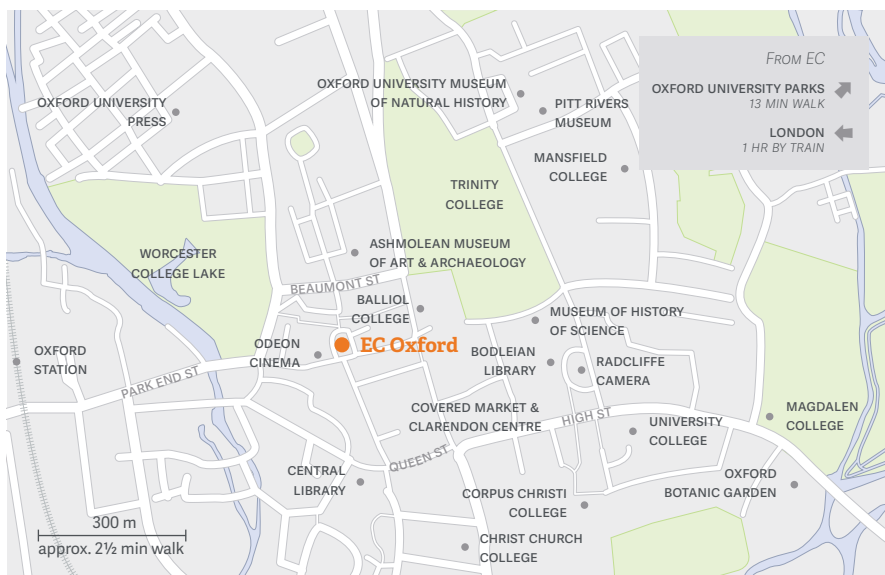 FROM EC
OXFORD UNIVERSITY PARKS
13 MIN WALK
LONDON
1 HR BY TRAIN
OXFORD UNIVERSITY MUSEUM
OF NATURAL HISTORY
OXFORD UNIVERSITY
PRESS
PITT RIVERS
MUSEUM
MANSFIELD
COLLEGE
TRINITY
COLLEGE
WORCESTER
COLLEGE LAKE
ASHMOLEAN MUSEUM
OF ART & ARCHAEOLOGY
BEAUMONT ST
BALLIOL
COLLEGE
MUSEUM OF HISTORY
OF SCIENCE
ODEON
CINEMA
EC Oxford
OXFORD
STATION
BODLEIAN
LIBRARY
RADCLIFFE
CAMERA
PARK END ST
COVERED MARKET &
CLARENDON CENTRE
HIGH ST
UNIVERSITY
COLLEGE
MAGDALEN
COLLEGE
QUEEN ST
CENTRAL
LIBRARY
OXFORD
BOTANIC GARDEN
CORPUS CHRISTI
COLLEGE
CHRIST CHURCH
COLLEGE
300 m
approx. 2½ min walk